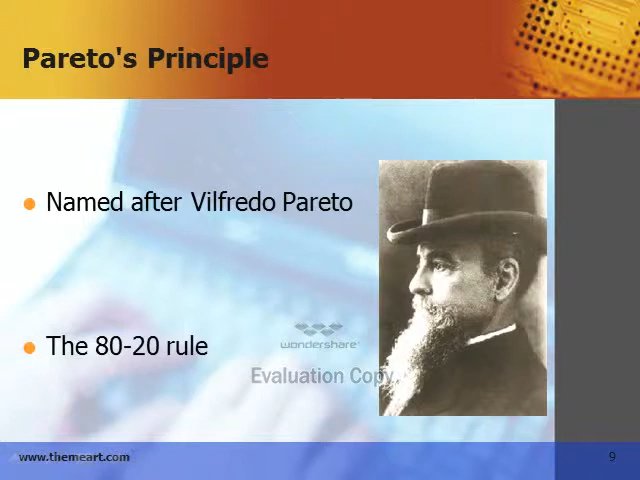 Pareto's Principle
Named after Vilfredo Pareto
The 80-20 rule
wondershare
Evaluation Copy.
www.themeart.com
9